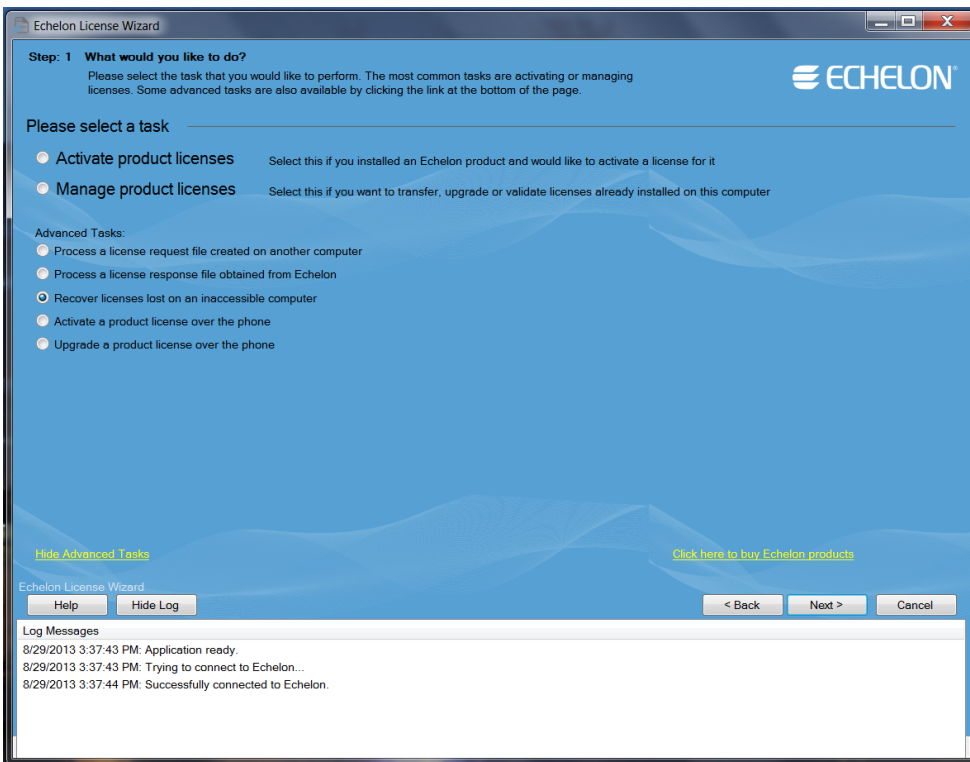 Echelon License Wizard
Step: 1 What would you like to do?
Please select the task that you would like to perform. The most common tasks are activating or managing
licenses. Some advanced tasks are also available by clicking the link at the bottom of the page.
ECHELON®
Please select a task
Activate product licenses Select this if you installed an Echelon product and would like to activate a license for it
Manage product licenses Select this if you want to transfer, upgrade or validate licenses already installed on this computer
Advanced Tasks:
Process a license request file created on another computer
Process a license response file obtained from Echelon
Recover licenses lost on an inaccessible computer
Activate a product license over the phone
Upgrade a product license over the phone
Hide Advanced Tasks Click here to buy Echelon products
Echelon License Wizard
Help Hide Log < Back Next > Cancel
Log Messages
8/29/2013 3:37:43 PM: Application ready.
8/29/2013 3:37:43 PM: Trying to connect to Echelon...
8/29/2013 3:37:44 PM: Successfully connected to Echelon.